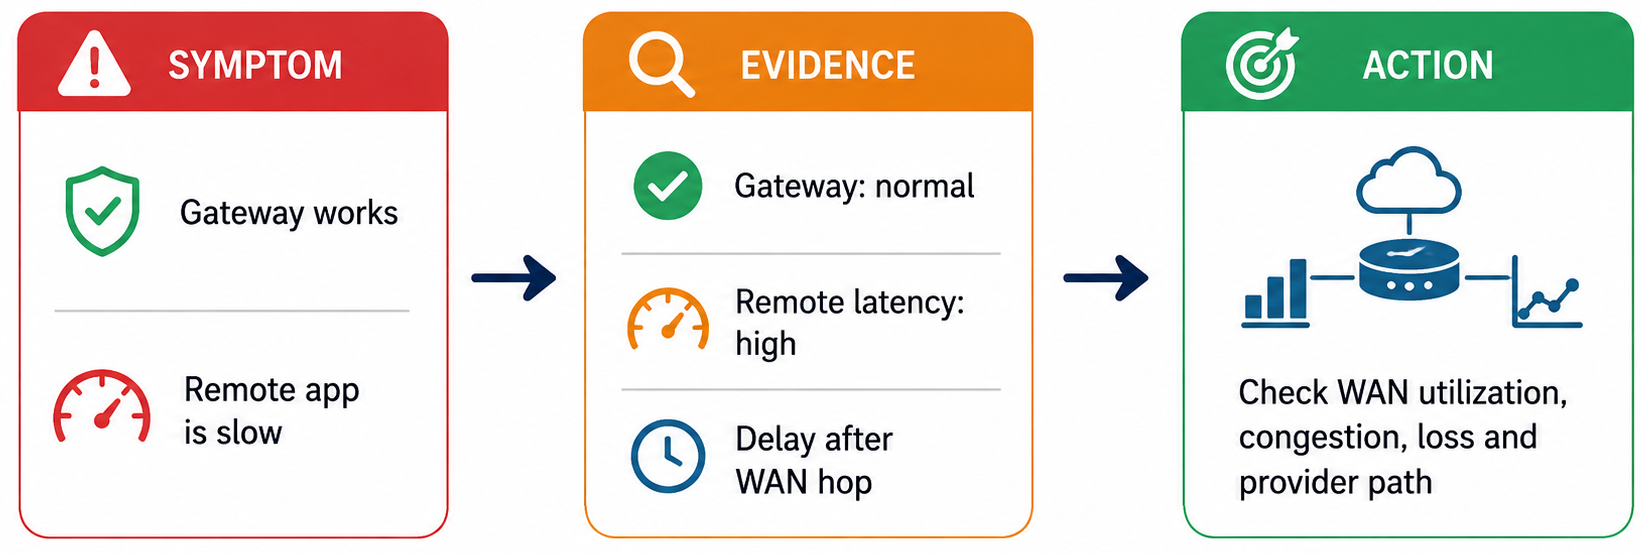 SYMPTOM
Gateway works
Remote app
is slow
EVIDENCE
Gateway: normal
Remote latency:
high
Delay after
WAN hop
ACTION
Check WAN utilization,
congestion, loss and
provider path